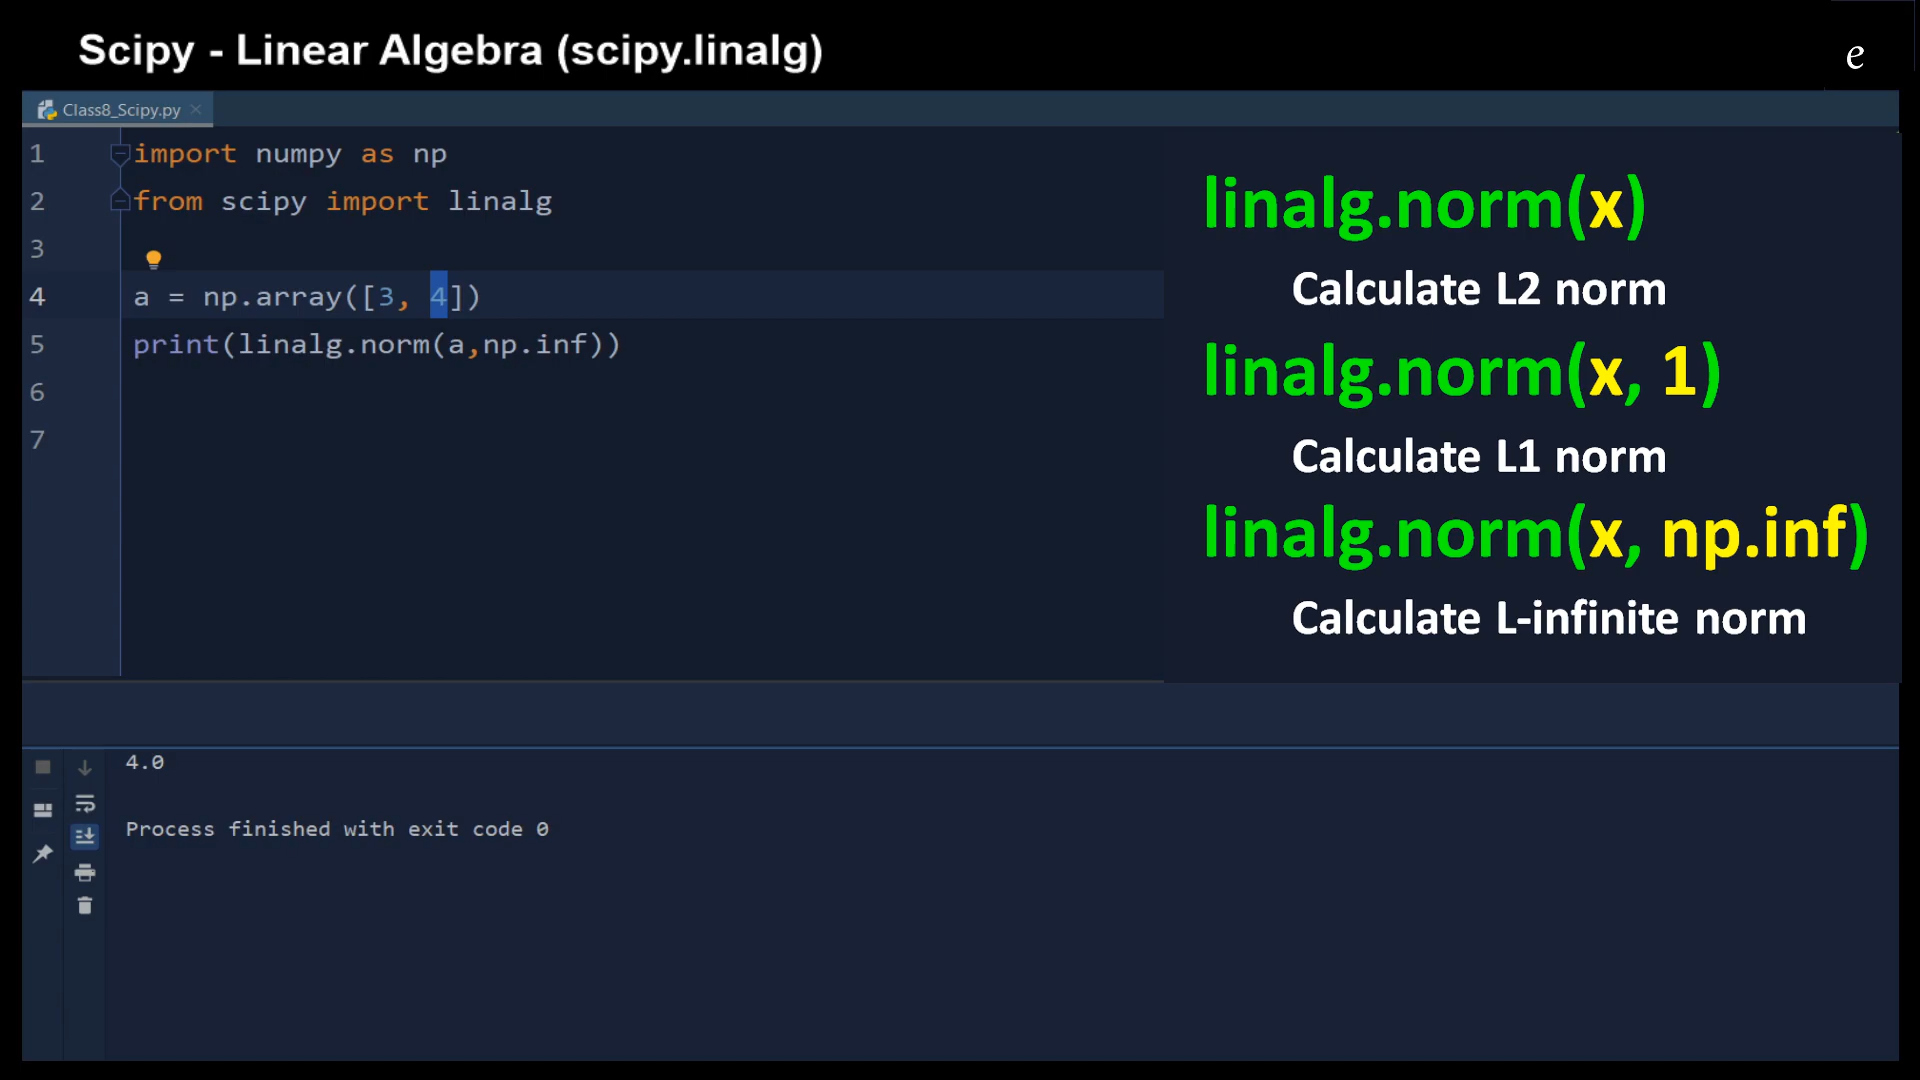 Scipy - Linear Algebra (scipy.linalg)
e
Class8_Scipy.py
1 import numpy as np
2 from scipy import linalg
3
4 a = np.array([3, 4])
5 print(linalg.norm(a,np.inf))
6
7
linalg.norm(x)
Calculate L2 norm
linalg.norm(x, 1)
Calculate L1 norm
linalg.norm(x, np.inf)
Calculate L-infinite norm
4.0
Process finished with exit code 0